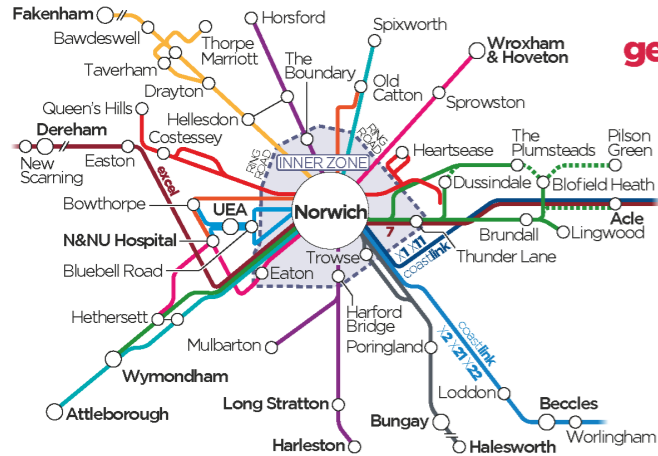 Fakenham
Bawdeswell
Thorpe
Marriott
Taverham
Drayton
Horsford
The
Boundary
Spixworth
Old
Catton
Wroxham
& Hoveton
Sprowston
ge
Hellesdon
Queen's Hills
Costessey
Dereham
New
Scarning
Easton
excel
RING
ROAD
INNER ZONE
RING
ROAD
Heartsease
The
Plumsteads
Pilson
Green
Dussindale
Blofield Heath
Bowthorpe
UEA
Norwich
N&NU Hospital
Bluebell Road
7
X1 X11
coastlink
Thunder Lane
Brundall
Lingwood
Acle
Trowse
Eaton
Hethersett
Harford
Bridge
Poringland
Mulbarton
Wymondham
Attleborough
Long Stratton
Harleston
Bungay
Halesworth
coastlink
X2 X21 X22
Loddon
Beccles
Worlingham